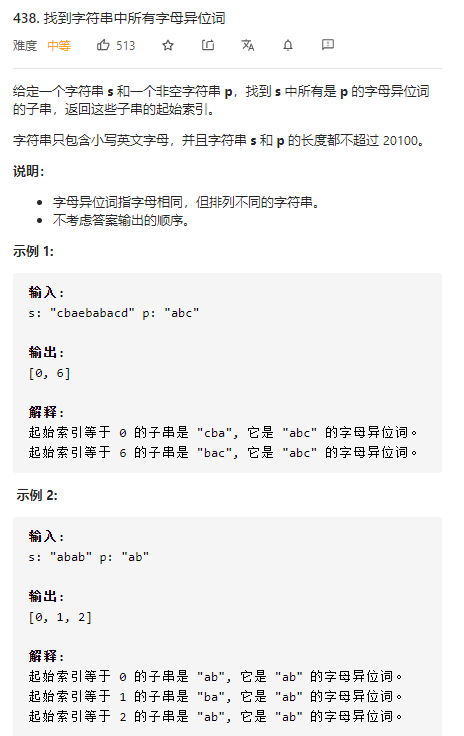 438. 找到字符串中所有字母异位词
难度 中等 513
给定一个字符串 s 和一个非空字符串 p，找到 s 中所有是 p 的字母异位词
的子串，返回这些子串的起始索引。
字符串只包含小写英文字母，并且字符串 s 和 p 的长度都不超过 20100。
说明：
• 字母异位词指字母相同，但排列不同的字符串。
• 不考虑答案输出的顺序。
示例 1:
输入:
s: "cbaebabacd" p: "abc"
输出:
[0, 6]
解释:
起始索引等于 0 的子串是 "cba", 它是 "abc" 的字母异位词。
起始索引等于 6 的子串是 "bac", 它是 "abc" 的字母异位词。
示例 2:
输入:
s: "abab" p: "ab"
输出:
[0, 1, 2]
解释:
起始索引等于 0 的子串是 "ab", 它是 "ab" 的字母异位词。
起始索引等于 1 的子串是 "ba", 它是 "ab" 的字母异位词。
起始索引等于 2 的子串是 "ab", 它是 "ab" 的字母异位词。